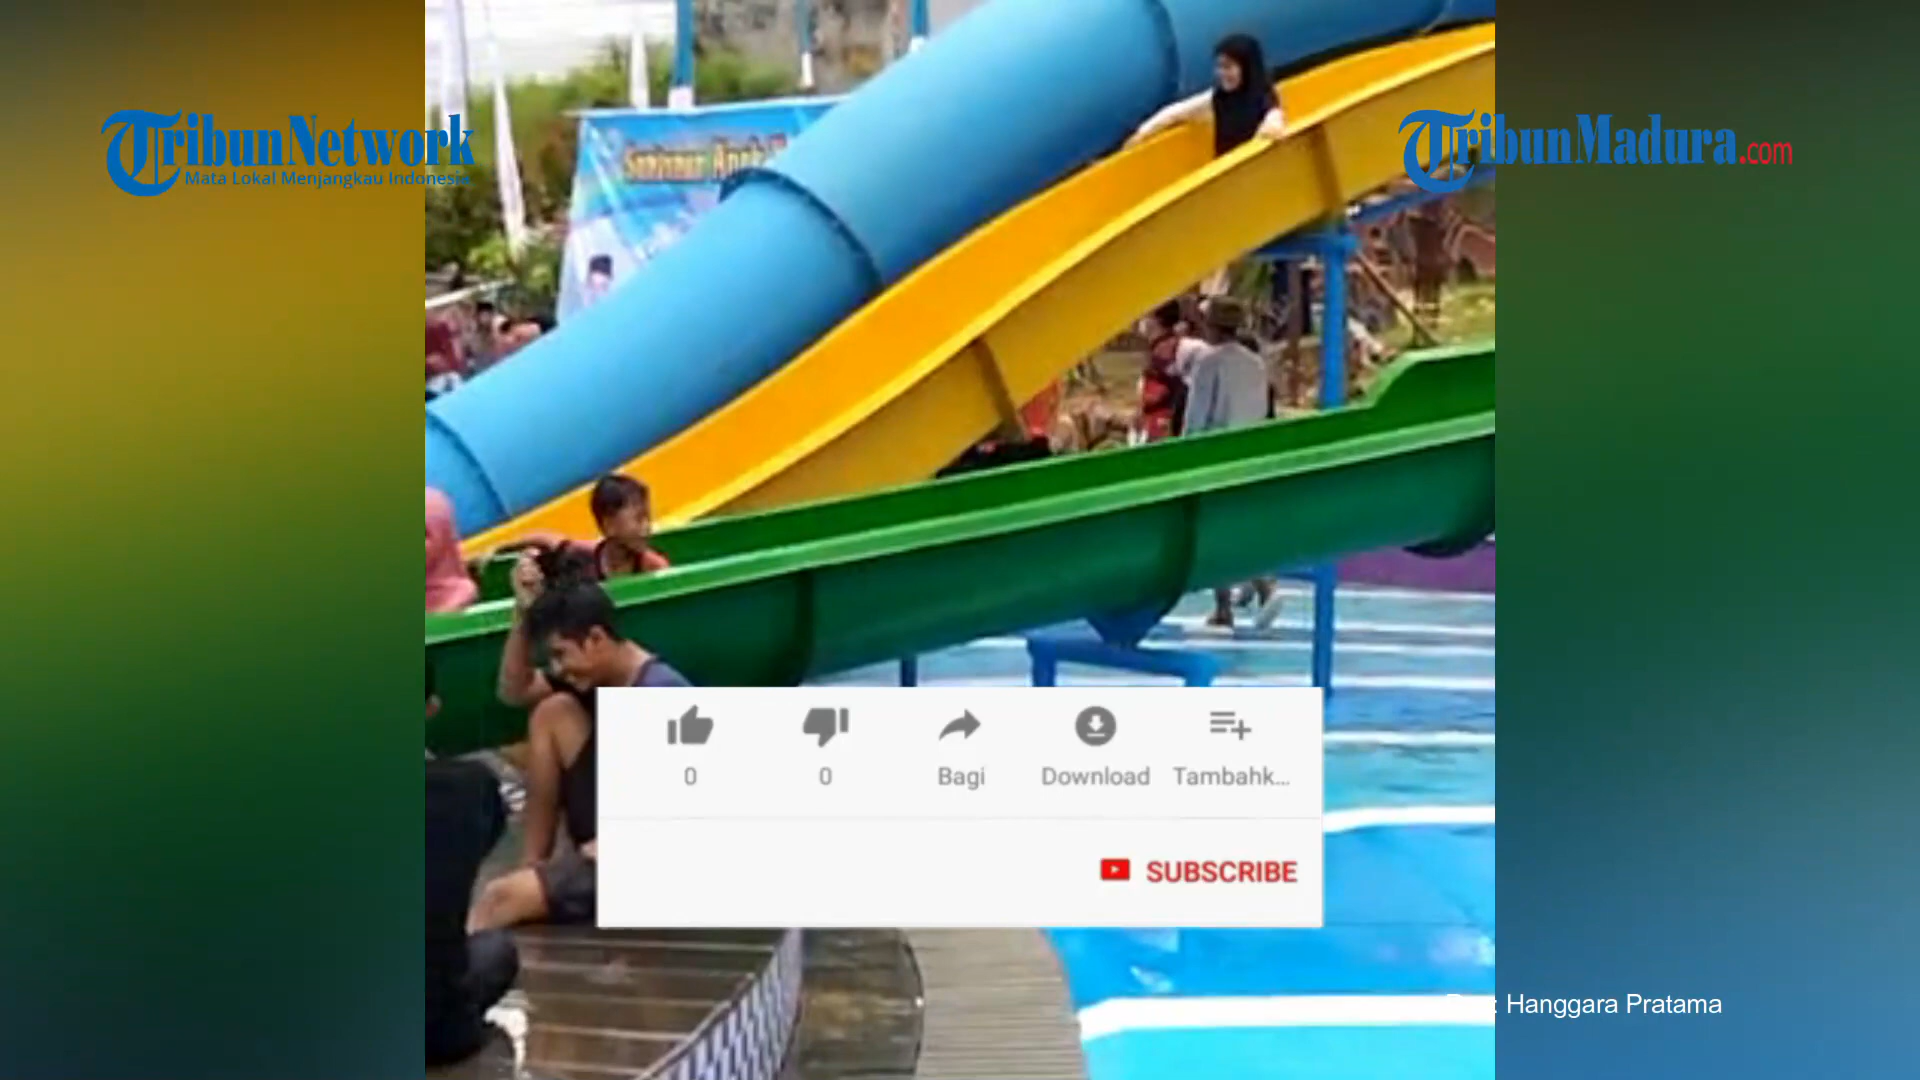 TribunNetwork
Mata Lokal Menjangkau Indonesia
TribunMadura.com
0
0
Bagi
Download
Tambahk...
SUBSCRIBE
: Hanggara Pratama